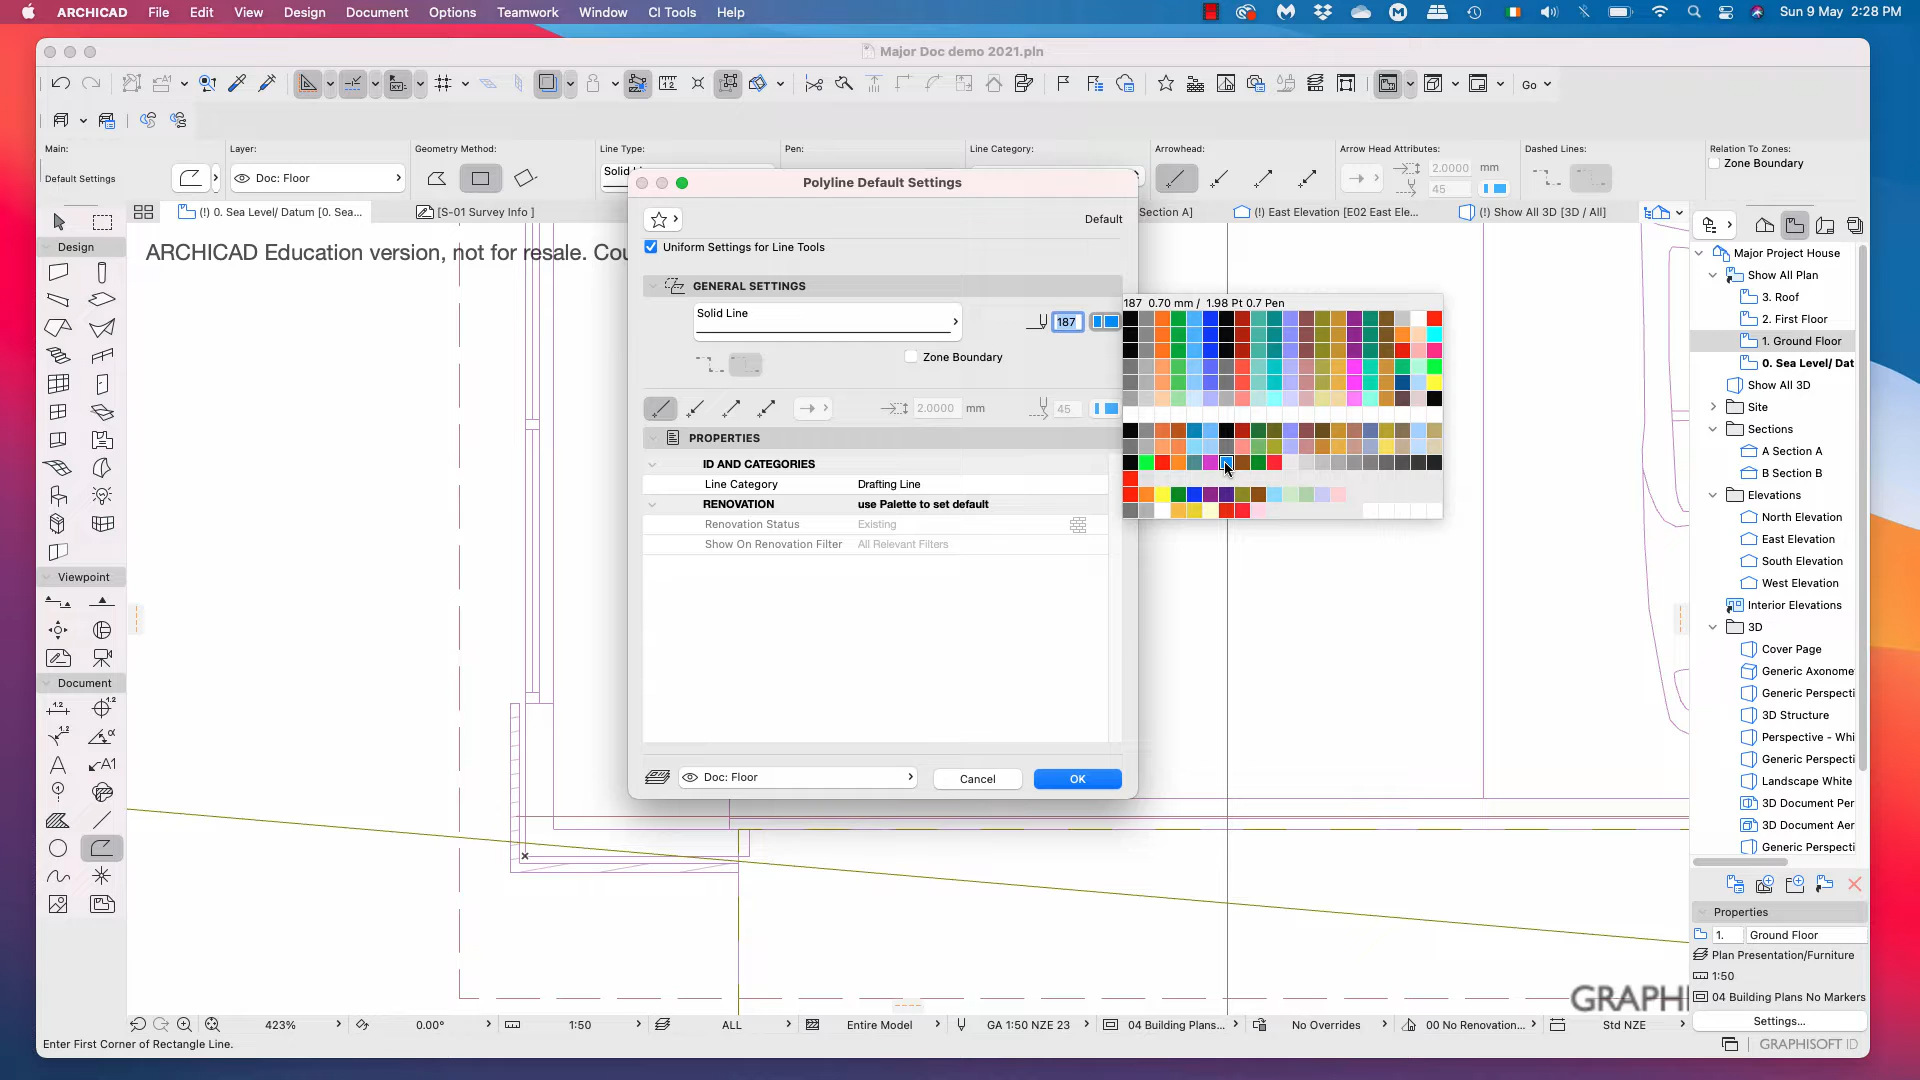 ARCHICAD File Edit View Design Document Options Teamwork Window CI Tools Help
Sun 9 May 2:28 PM
Major Doc demo 2021.pln
Go
Main: Layer: Geometry Method: Line Type: Pen: Line Category: Arrowhead: Arrow Head Attributes: Dashed Lines: Relation To Zones:
Default Settings
Doc: Floor
Solid
2.0000 mm
45
Zone Boundary
(!) 0. Sea Level/ Datum [0. Sea...
[S-01 Survey Info ]
Section A]
(!) East Elevation [E02 East Ele...
(!) Show All 3D [3D / All]
Design
Viewpoint
Document
ARCHICAD Education version, not for resale. Cou
Polyline Default Settings
Default
Uniform Settings for Line Tools
GENERAL SETTINGS
Solid Line
187
Zone Boundary
2.0000 mm
45
PROPERTIES
ID AND CATEGORIES
Line Category Drafting Line
RENOVATION use Palette to set default
Renovation Status Existing
Show On Renovation Filter All Relevant Filters
Doc: Floor
Cancel
OK
187 0.70 mm / 1.98 Pt 0.7 Pen
Major Project House
Show All Plan
3. Roof
2. First Floor
1. Ground Floor
0. Sea Level/ Dat
Show All 3D
Site
Sections
A Section A
B Section B
Elevations
North Elevation
East Elevation
South Elevation
West Elevation
Interior Elevations
3D
Cover Page
Generic Axonome
Generic Perspecti
Generic Perspecti
3D Structure
Perspective - Whi
Generic Perspecti
Landscape White
3D Document Per
3D Document Aer
Generic Perspecti
Properties
1. Ground Floor
Plan Presentation/Furniture
1:50
04 Building Plans No Markers
Settings...
GRAPHI
423% 0.00° 1:50 ALL Entire Model GA 1:50 NZE 23 04 Building Plans... No Overrides 00 No Renovation... Std NZE
Enter First Corner of Rectangle Line.
GRAPHISOFT ID